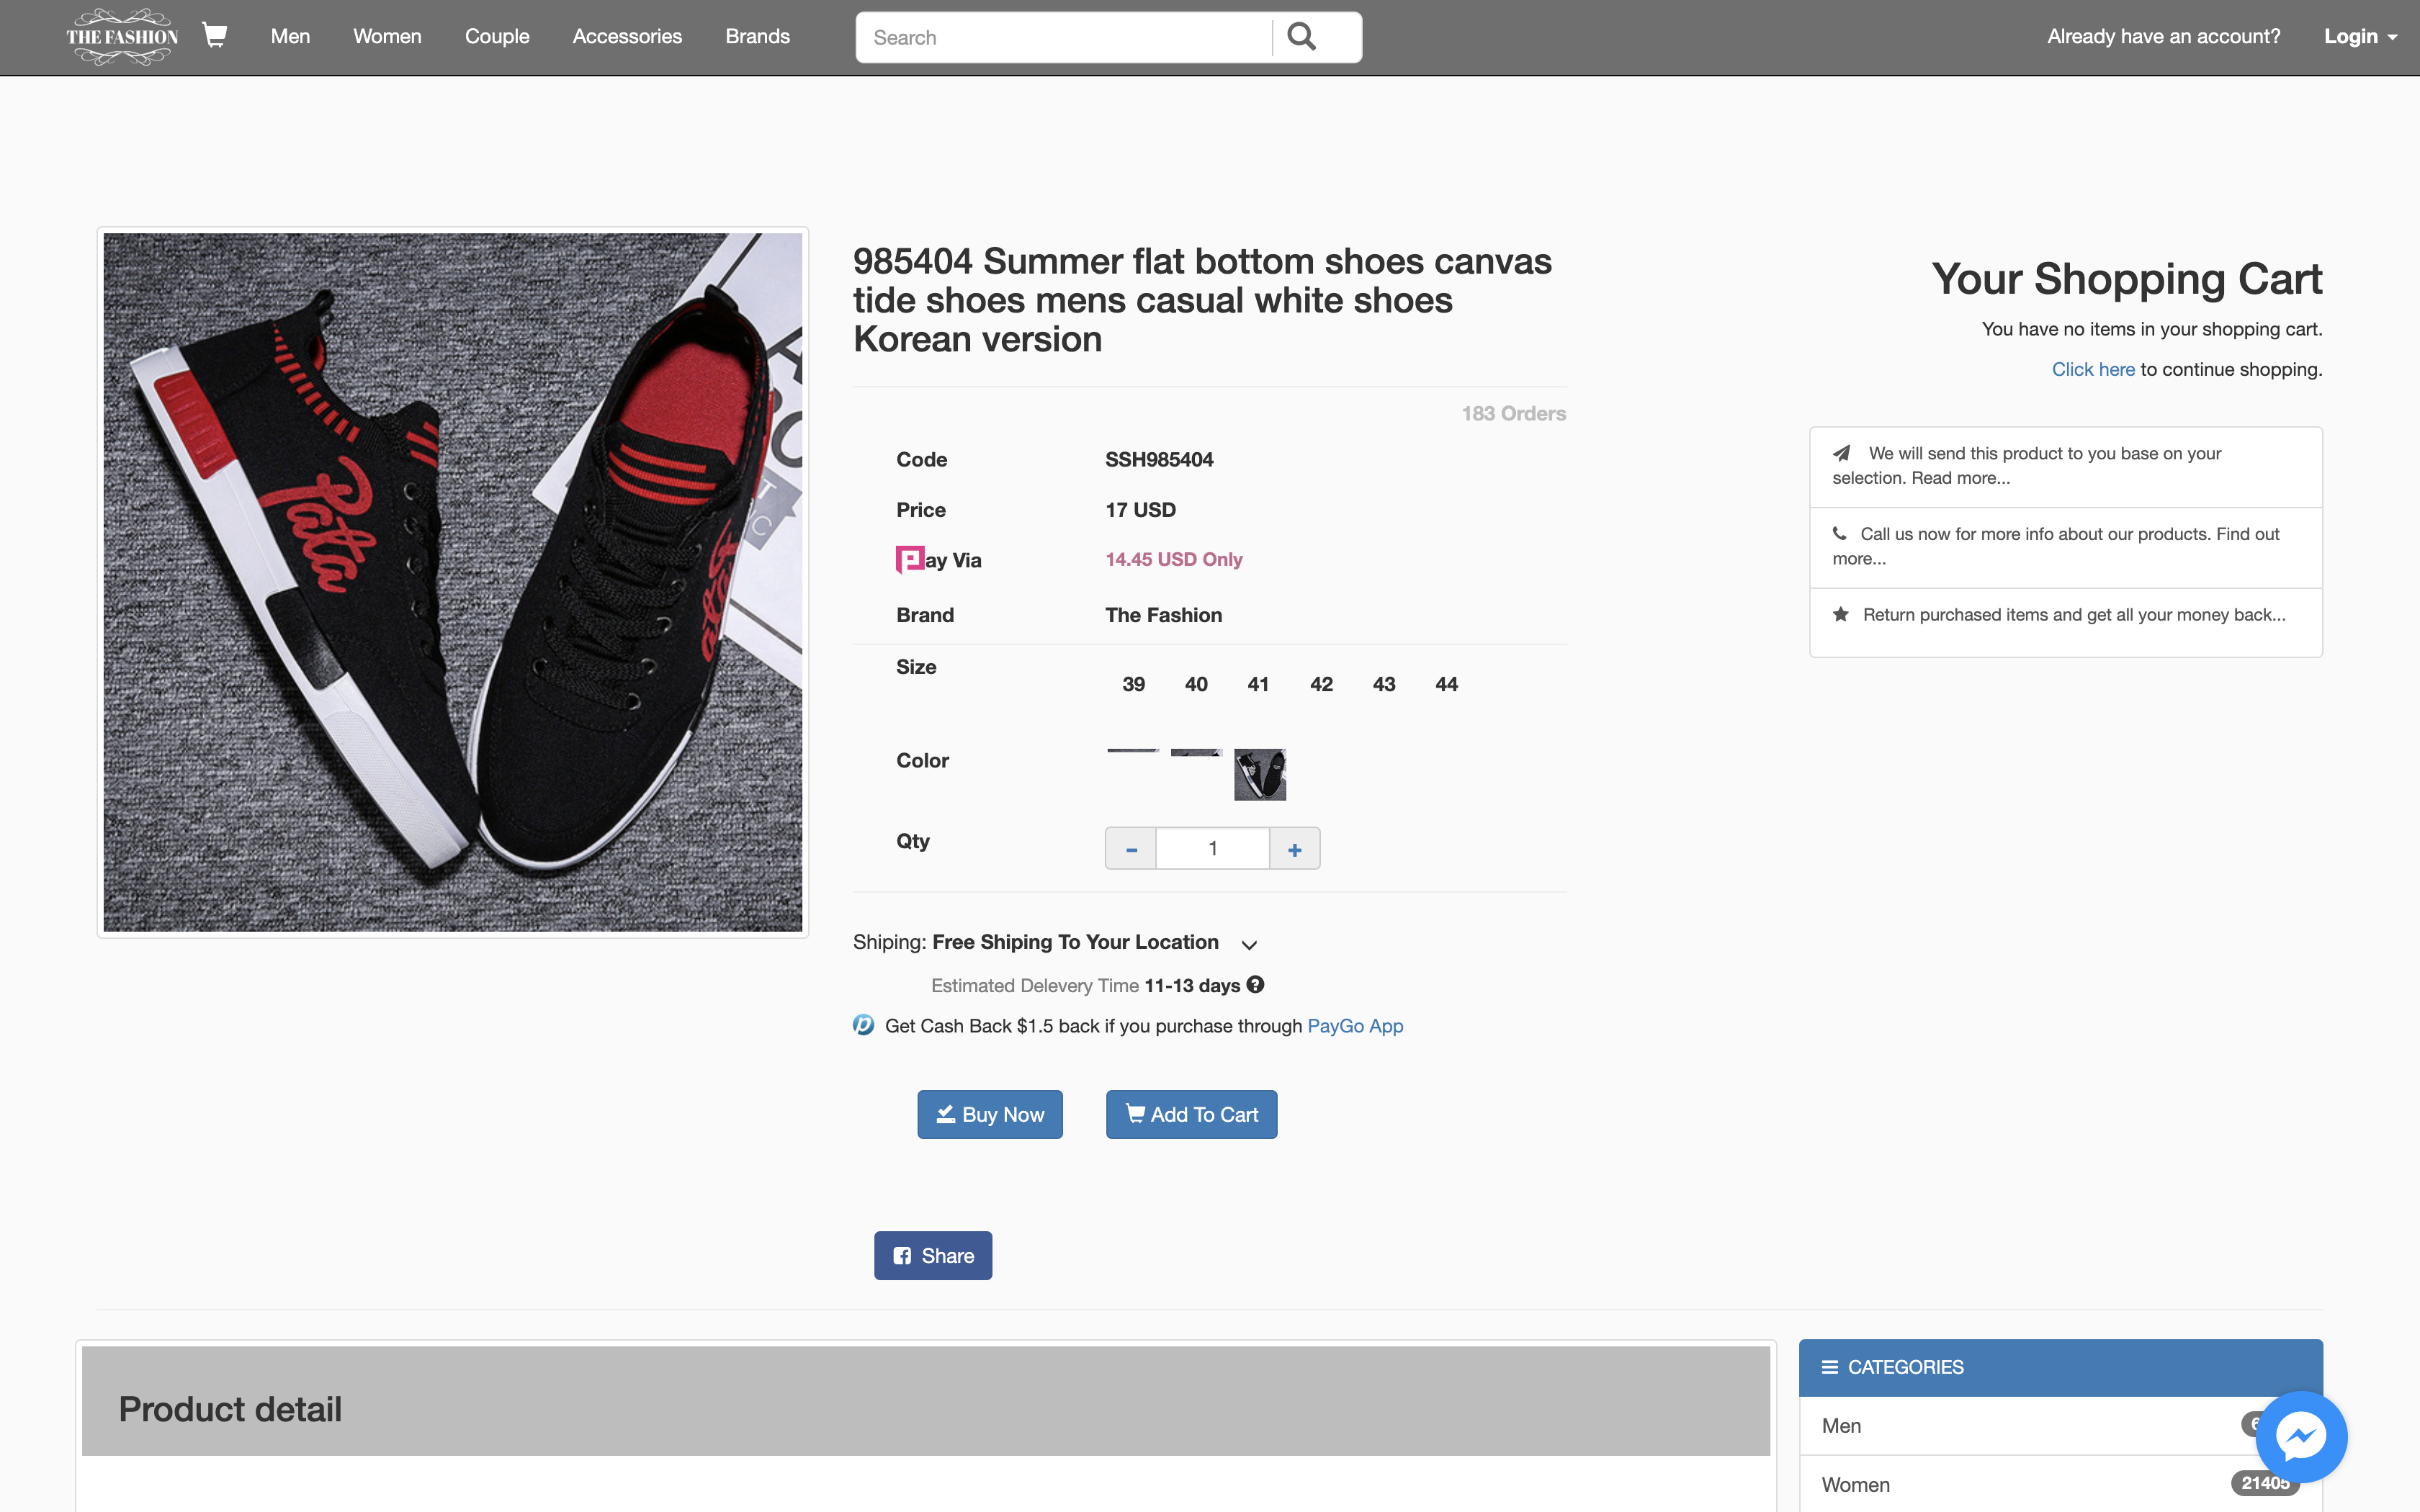 THE FASHION
Men
Women
Couple
Accessories
Brands
Search
Already have an account?
Login
Pata
985404 Summer flat bottom shoes canvas
tide shoes mens casual white shoes
Korean version
183 Orders
Code
SSH985404
Price
17 USD
Pay Via
14.45 USD Only
Brand
The Fashion
Size
39 40 41 42 43 44
Color
Qty
- 1 +
Shiping: Free Shiping To Your Location
Estimated Delevery Time 11-13 days ?
Get Cash Back $1.5 back if you purchase through PayGo App
Buy Now
Add To Cart
Share
Your Shopping Cart
You have no items in your shopping cart.
Click here to continue shopping.
We will send this product to you base on your
selection. Read more...
Call us now for more info about our products. Find out
more...
Return purchased items and get all your money back...
Product detail
CATEGORIES
Men
Women
21405